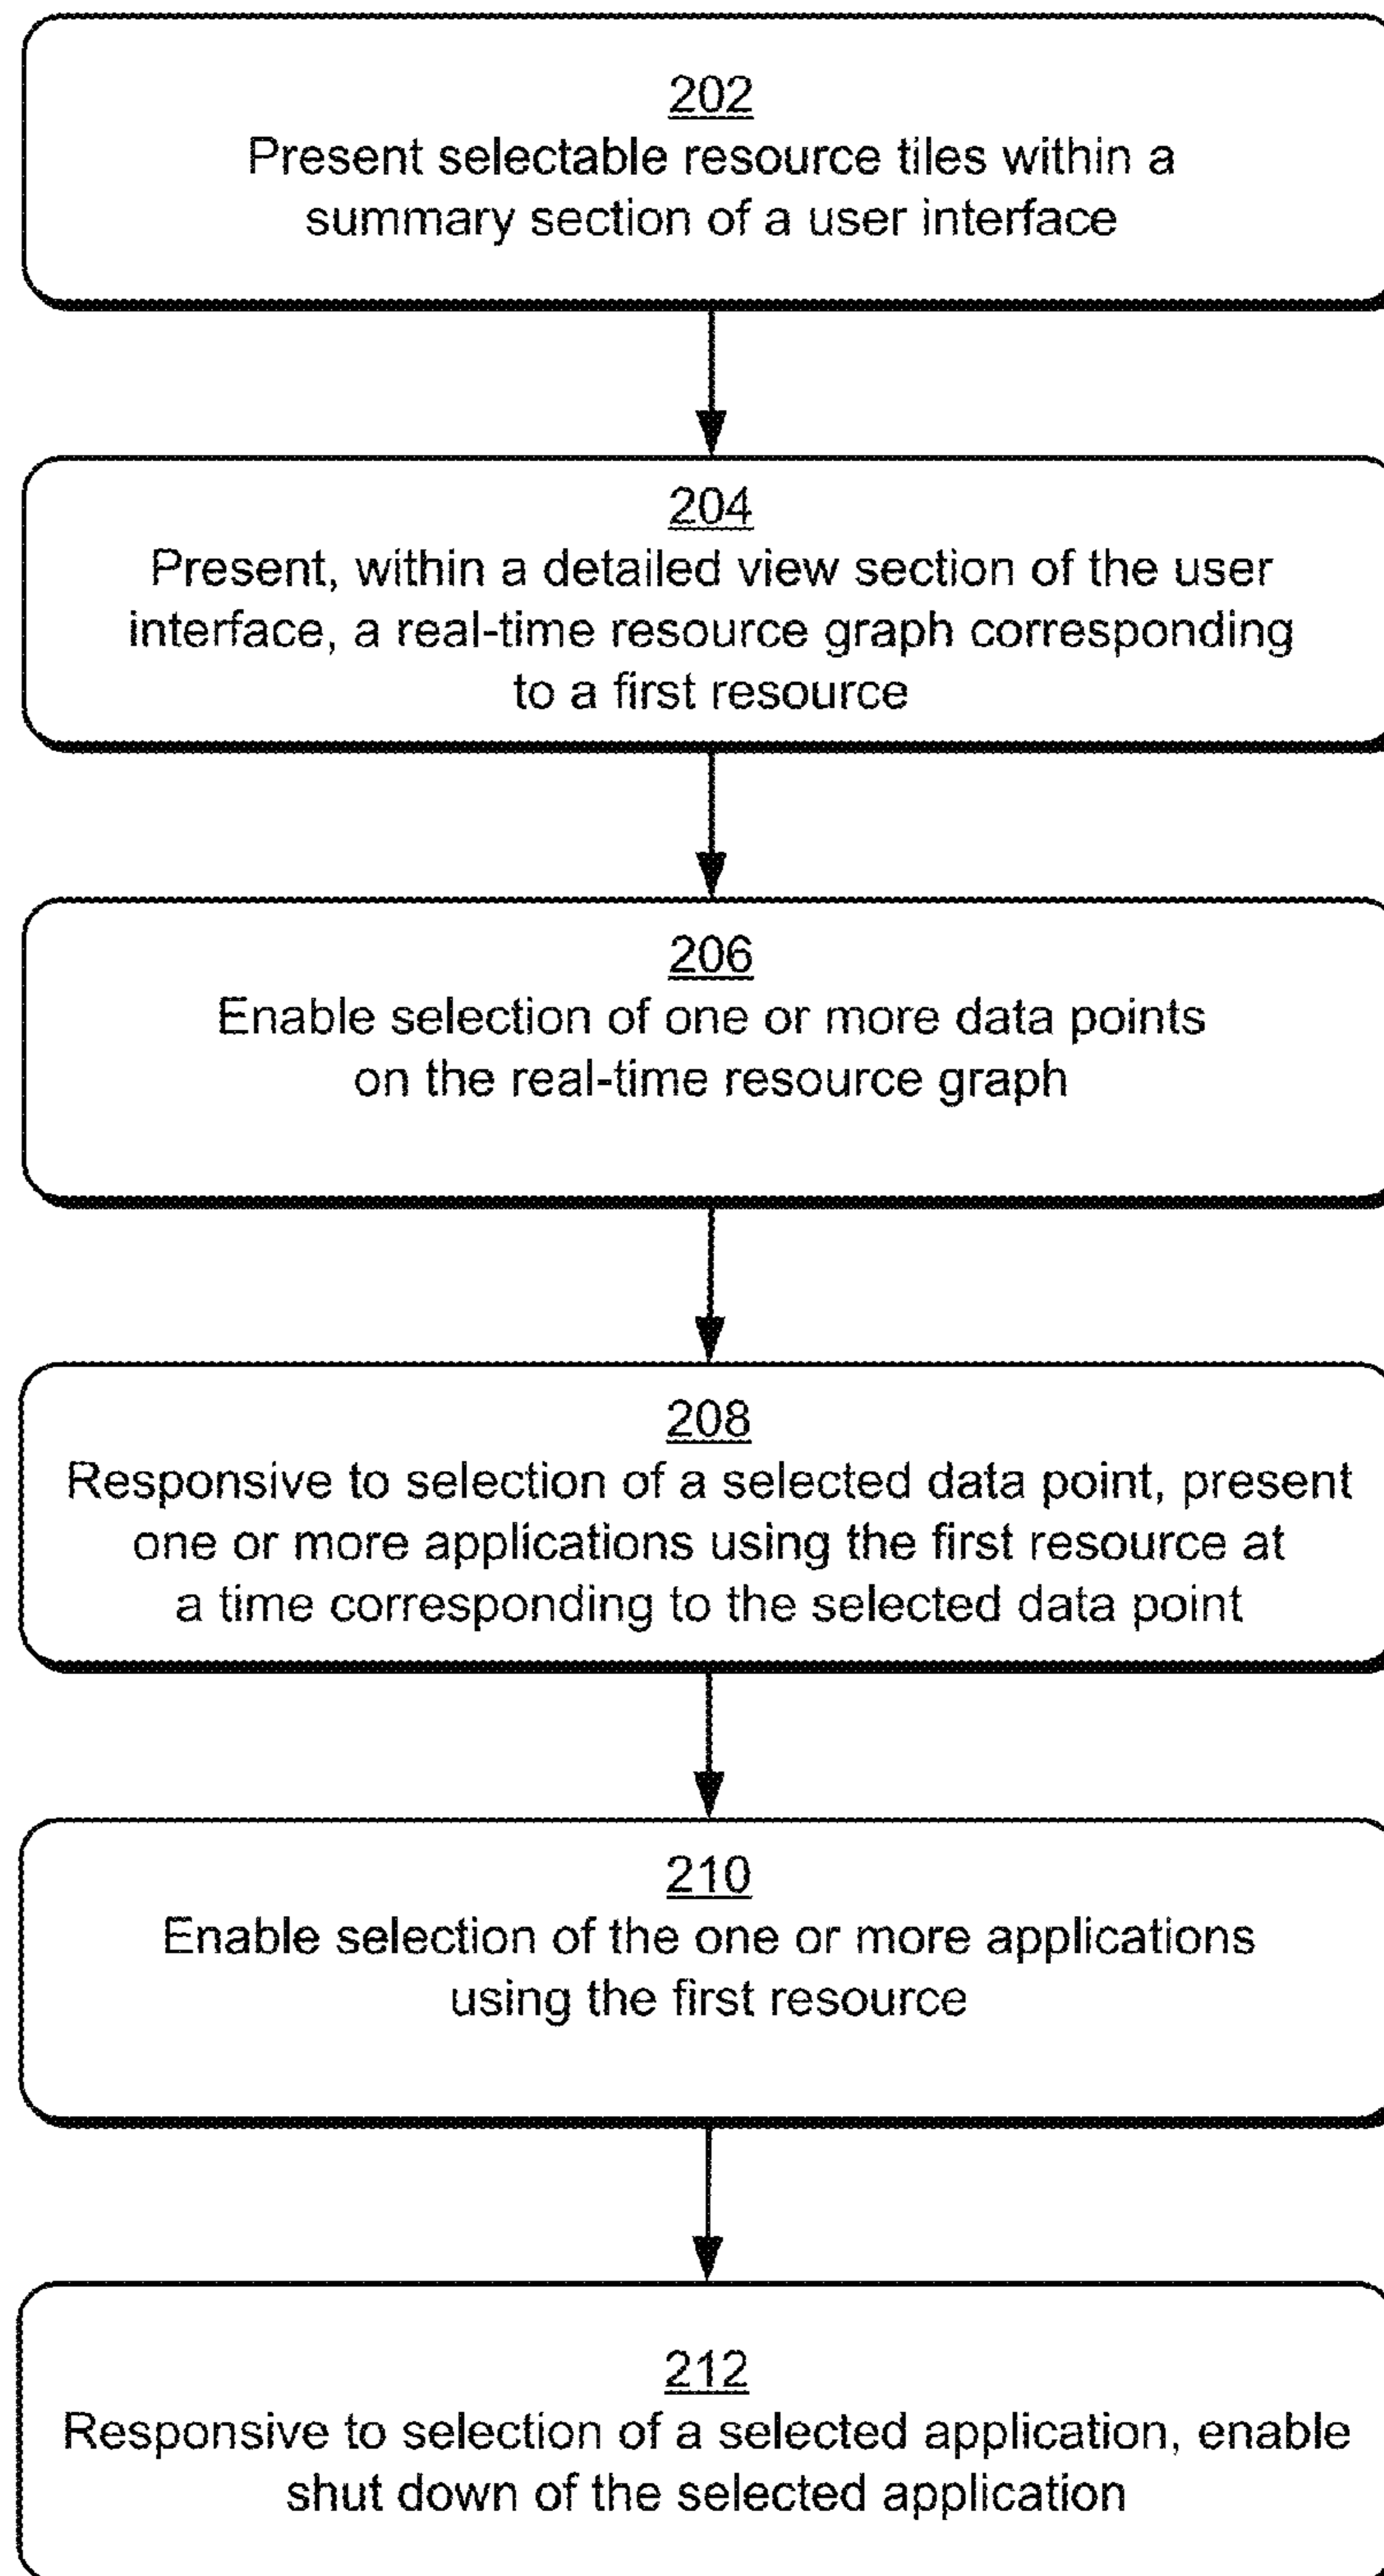 202
Present selectable resource tiles within a
summary section of a user interface
204
Present, within a detailed view section of the user
interface, a real-time resource graph corresponding
to a first resource
206
Enable selection of one or more data points
on the real-time resource graph
208
Responsive to selection of a selected data point, present
one or more applications using the first resource at
a time corresponding to the selected data point
210
Enable selection of the one or more applications
using the first resource
212
Responsive to selection of a selected application, enable
shut down of the selected application